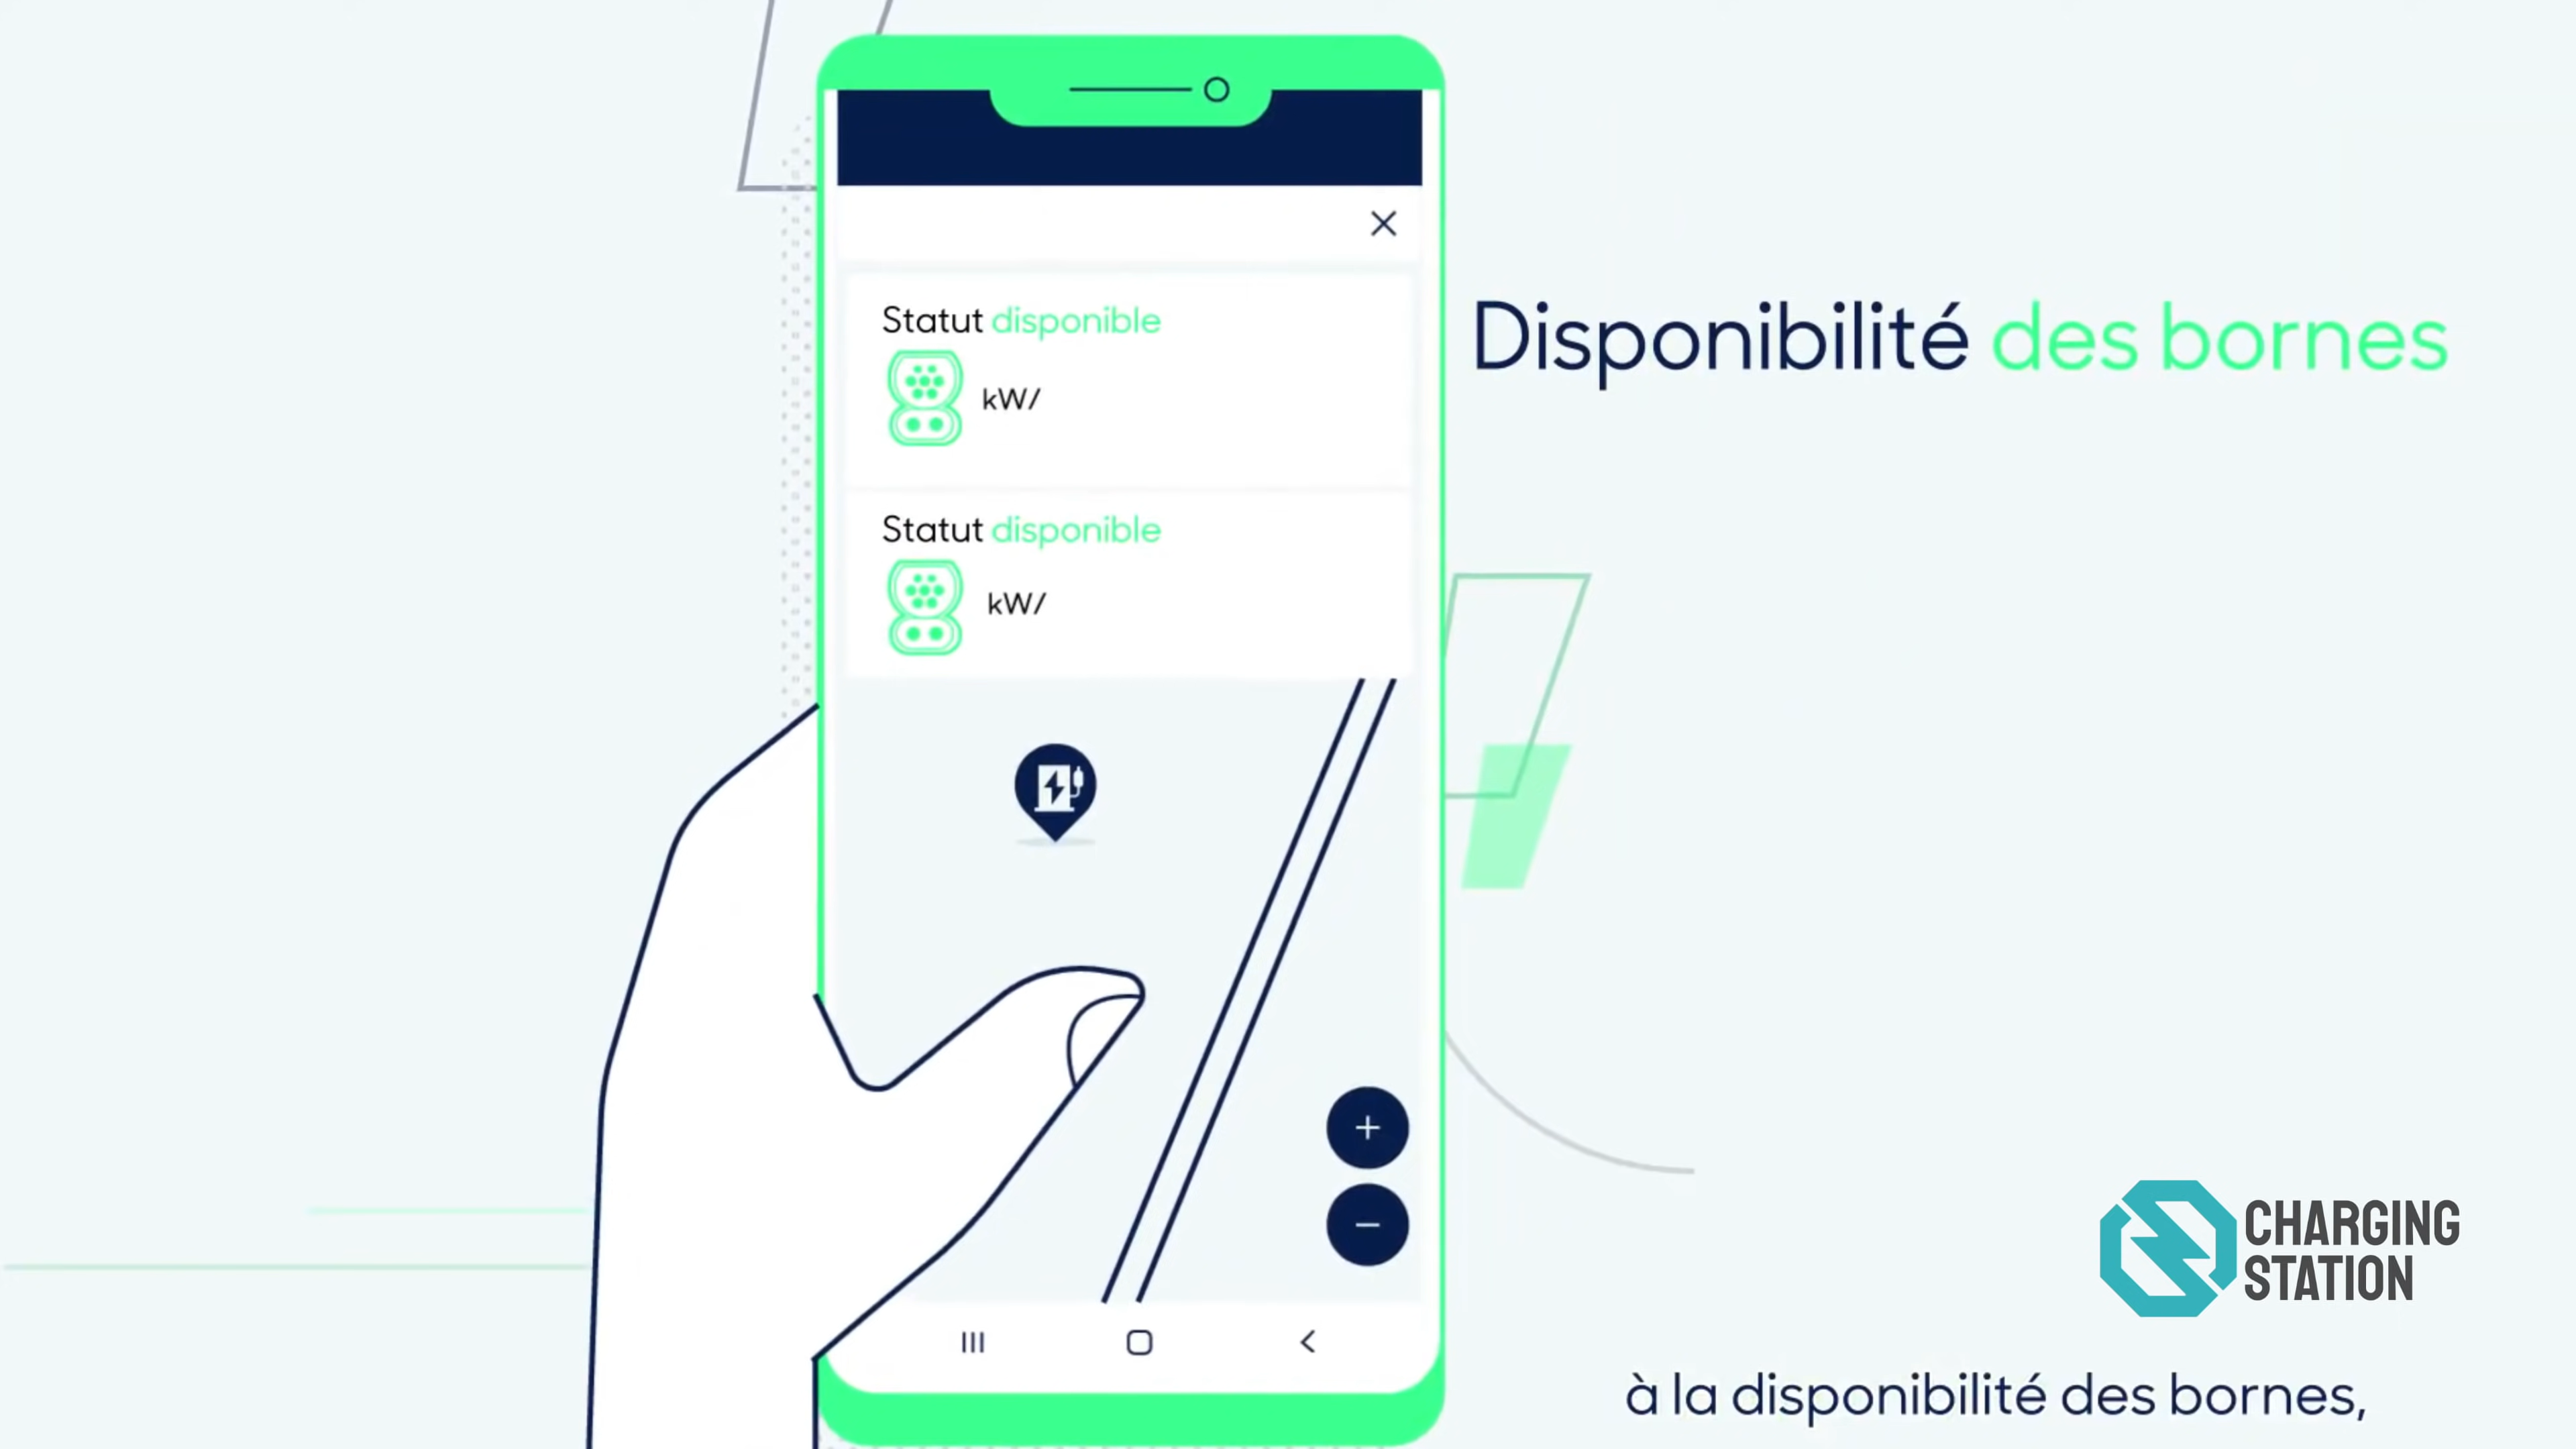 Statut disponible
kW/
Statut disponible
kW/
Disponibilité des bornes
CHARGING
STATION
à la disponibilité des bornes,